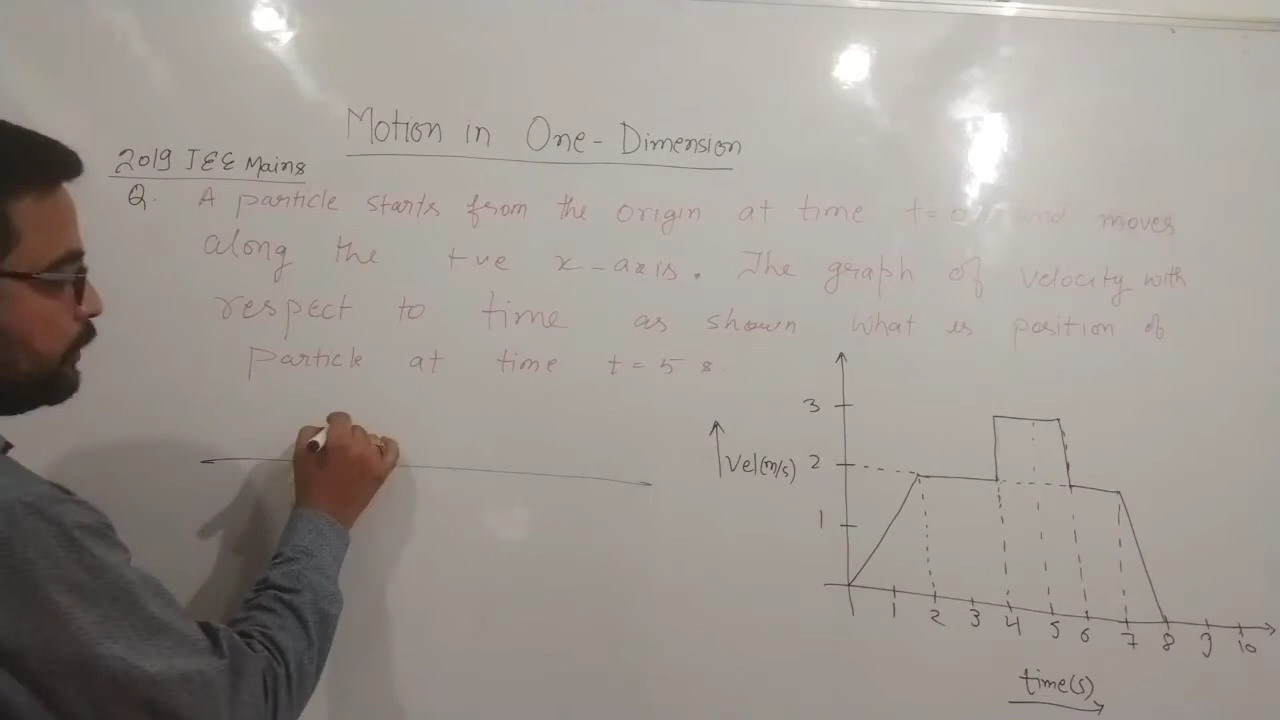 Motion in One-Dimension
2019 JEE Mains
Q. A particle starts from the origin at time t= and moves
along the +ve x-axis. The graph of velocity with
respect to time as shown what is position of
Particle at time t = 5 s.
3
Vel(m/s) 2
1
1 2 3 4 5 6 7 8 9 10
time(s)